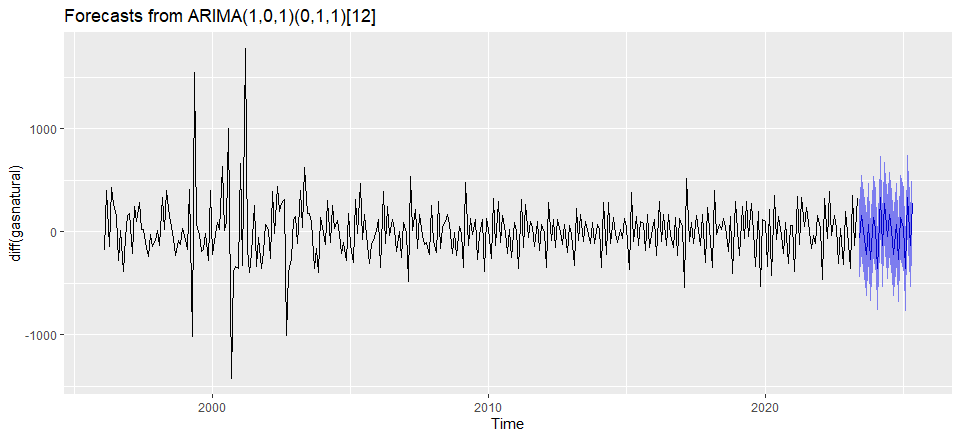 Forecasts from ARIMA(1,0,1)(0,1,1)[12]
diff(gasnatural)
1000
0
-1000
2000
2010
2020
Time